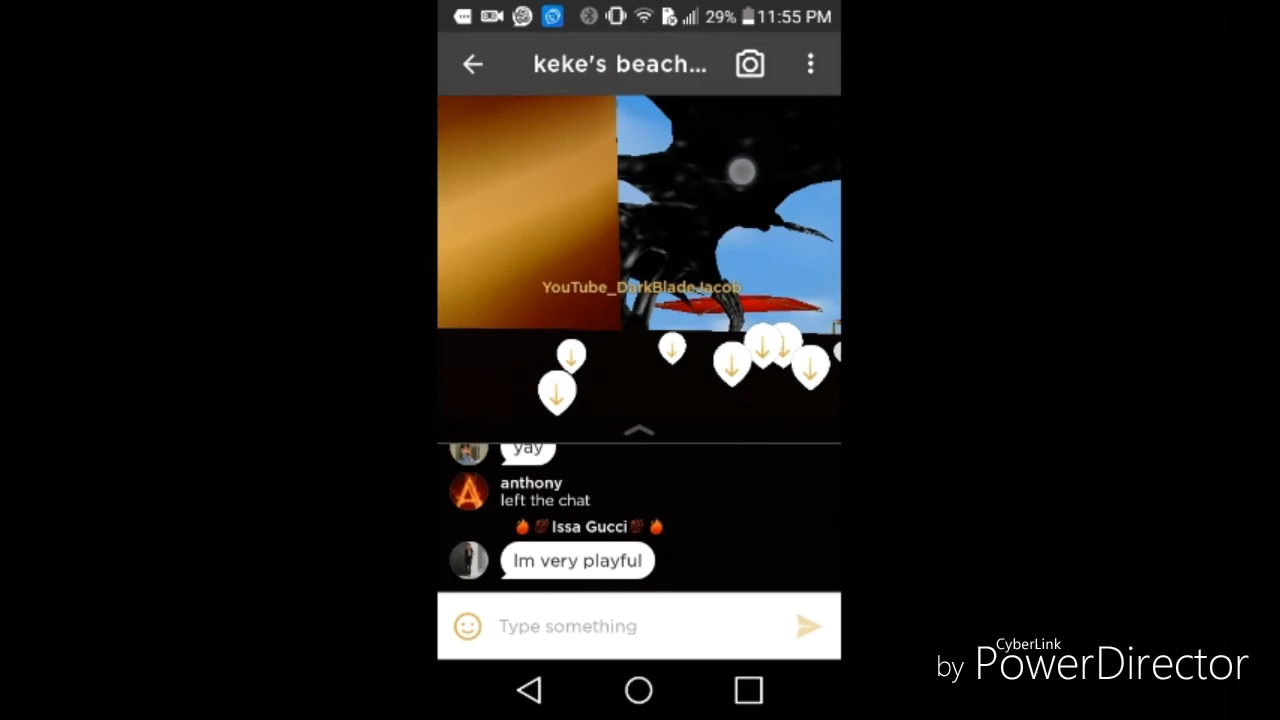 29% 11:55 PM
keke's beach...
YouTube_DarkBladeJacob
yay
anthony
left the chat
🔥💯Issa Gucci💯🔥
Im very playful
Type something
CyberLink
by PowerDirector